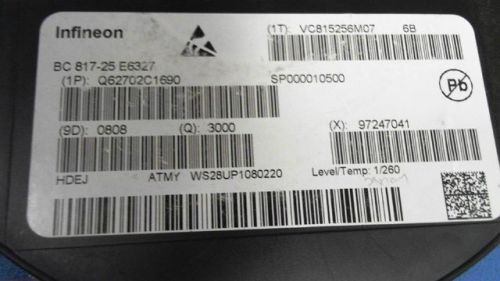 Infineon
(1T): VC815256M07 6B
BC 817-25 E6327
(1P): Q62702C1690 SP000010500
Pb
(9D): 0808 (Q): 3000 (X): 97247041
HDEJ ATMY WS28UP1080220 Level/Temp: 1/260